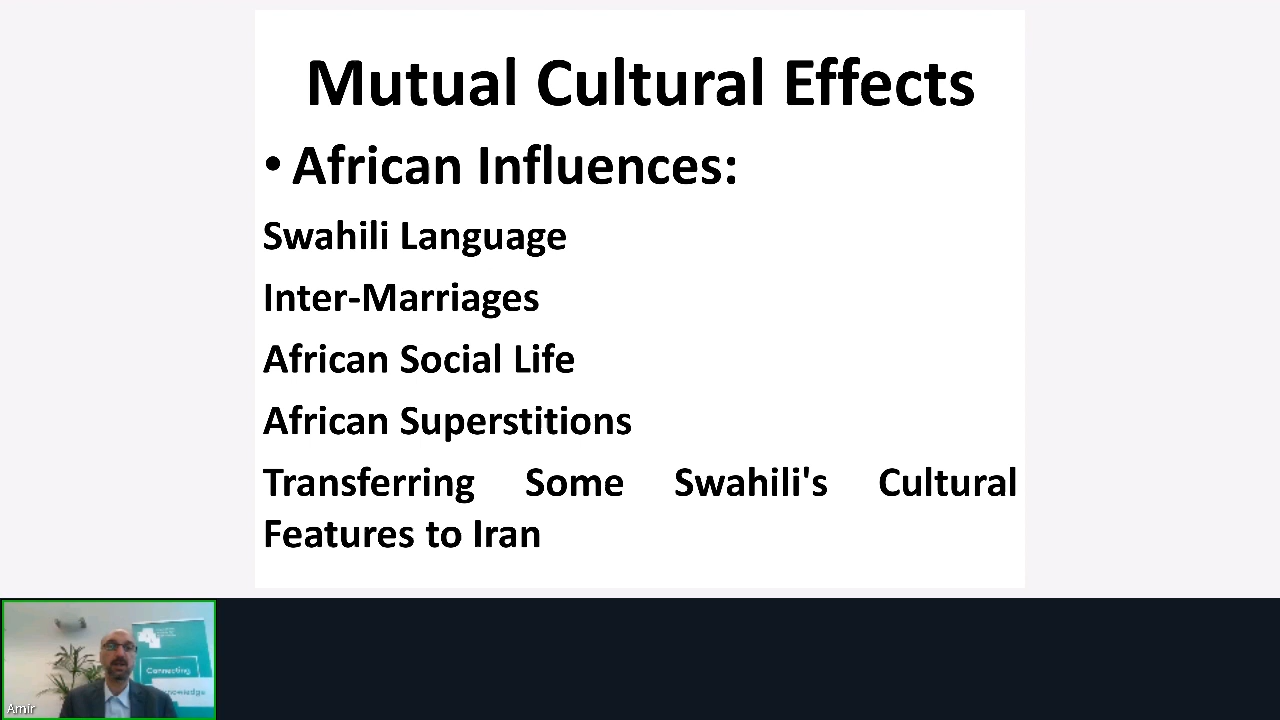 Mutual Cultural Effects
• African Influences:
Swahili Language
Inter-Marriages
African Social Life
African Superstitions
Transferring Some Swahili's Cultural
Features to Iran
Connecting
Amir